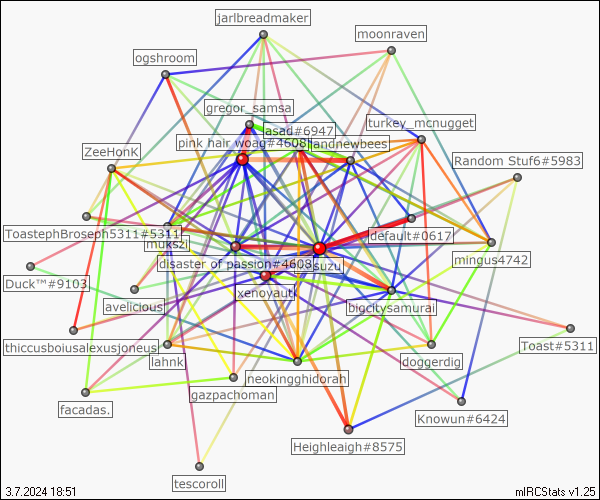 jarlbreadmaker
moonraven
ogshroom
gregor_samsa
turkey_mcnugget
asad#6947
pink hair woag#4608
landnewbees
ZeeHonK
Random Stuf6#5983
ToastephBroseph5311#5311
default#0617
mukszi
mingus4742
disaster of passion#4608
suzu
Duck™#9103
xenoyauti
avelicious
bigcitysamurai
thiccusboiusalexusjoneus
Toast#5311
lahnk
doggerdig
neokingghidorah
gazpachoman
facadas.
Knowun#6424
Heighleaigh#8575
tescoroll
3.7.2024 18:51
mIRCStats v1.25